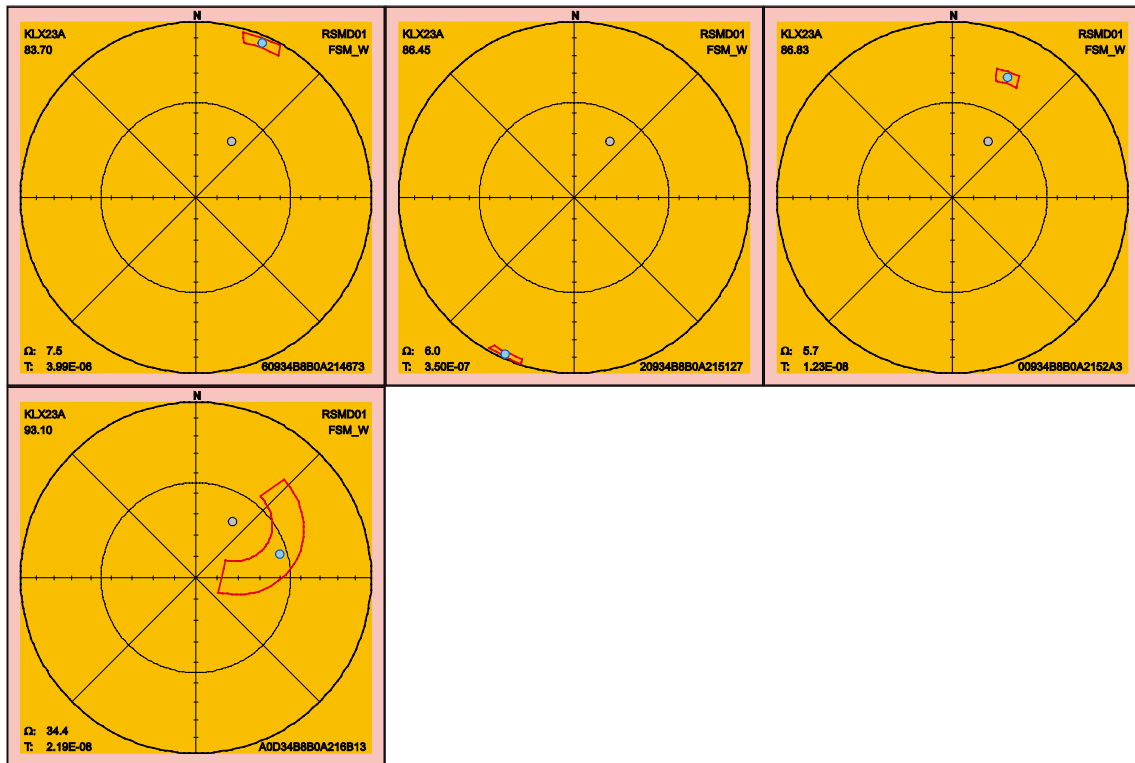 N
KLX23A RSMD01
83.70 FSM_W
Ω: 7.5
T: 3.99E-06 60934B8B0A214673
N
KLX23A RSMD01
86.45 FSM_W
Ω: 6.0
T: 3.50E-07 20934B8B0A215127
N
KLX23A RSMD01
86.83 FSM_W
Ω: 5.7
T: 1.23E-08 00934B8B0A2152A3
N
KLX23A RSMD01
93.10 FSM_W
Ω: 34.4
T: 2.19E-08 A0D34B8B0A216B13